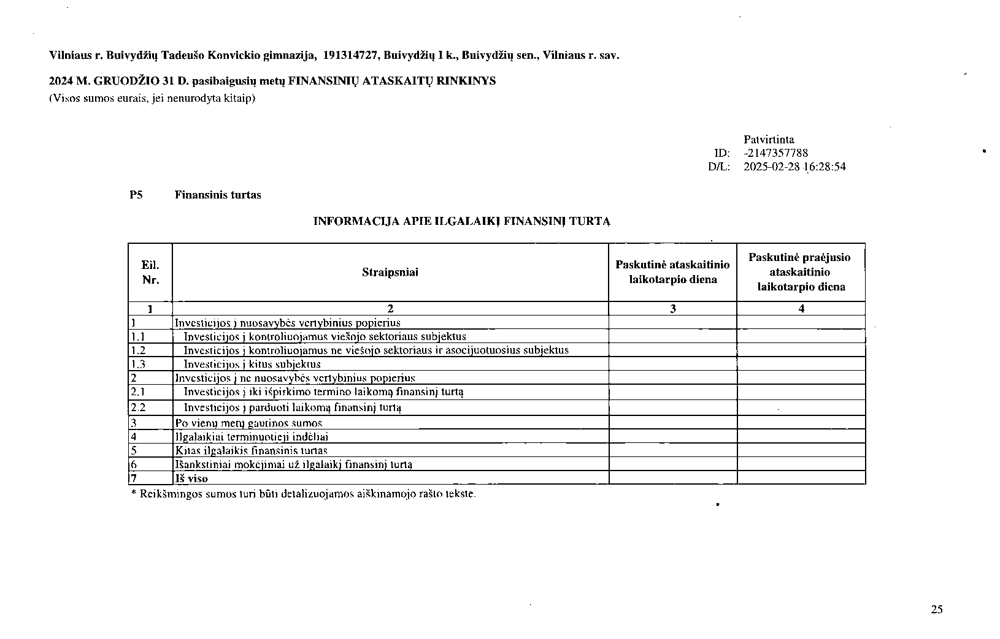 Vilniaus r. Buivydžių Tadeušo Konvickio gimnazija, 191314727, Buivydžių I k., Buivydžių sen., Vilniaus r. sav.
2024 M. GRUODŽIO 31 D. pasibaigusių metų FINANSINIŲ ATASKAITŲ RINKINYS
(Visos sumos eurais, jei nenurodyta kitaip)
Patvirtinta
ID: -2147357788
D/L: 2025-02-28 16:28:54
P5 Finansinis turtas
INFORMACIJA APIE ILGALAIKĮ FINANSINĮ TURTĄ
Eil. Nr. Straipsniai Paskutinė ataskaitinio laikotarpio diena Paskutinė praėjusio ataskaitinio laikotarpio diena
1 2 3 4
1 Investicijos į nuosavybės vertybinius popierius
1.1 Investicijos į kontroliuojamus viešojo sektoriaus subjektus
1.2 Investicijos į kontroliuojamus ne viešojo sektoriaus ir asocijuotuosius subjektus
1.3 Investicijos į kitus subjektus
2 Investicijos į ne nuosavybės vertybinius popierius
2.1 Investicijos į iki išpirkimo termino laikomą finansinį turtą
2.2 Investicijos į parduoti laikomą finansinį turtą
3 Po vienų metų gautinos sumos
4 Ilgalaikiai terminuotieji indėliai
5 Kitas ilgalaikis finansinis turtas
6 Išankstiniai mokėjimai už ilgalaikį finansinį turtą
7 Iš viso
* Reikšmingos sumos turi būti detalizuojamos aiškinamojo rašto tekste.
25